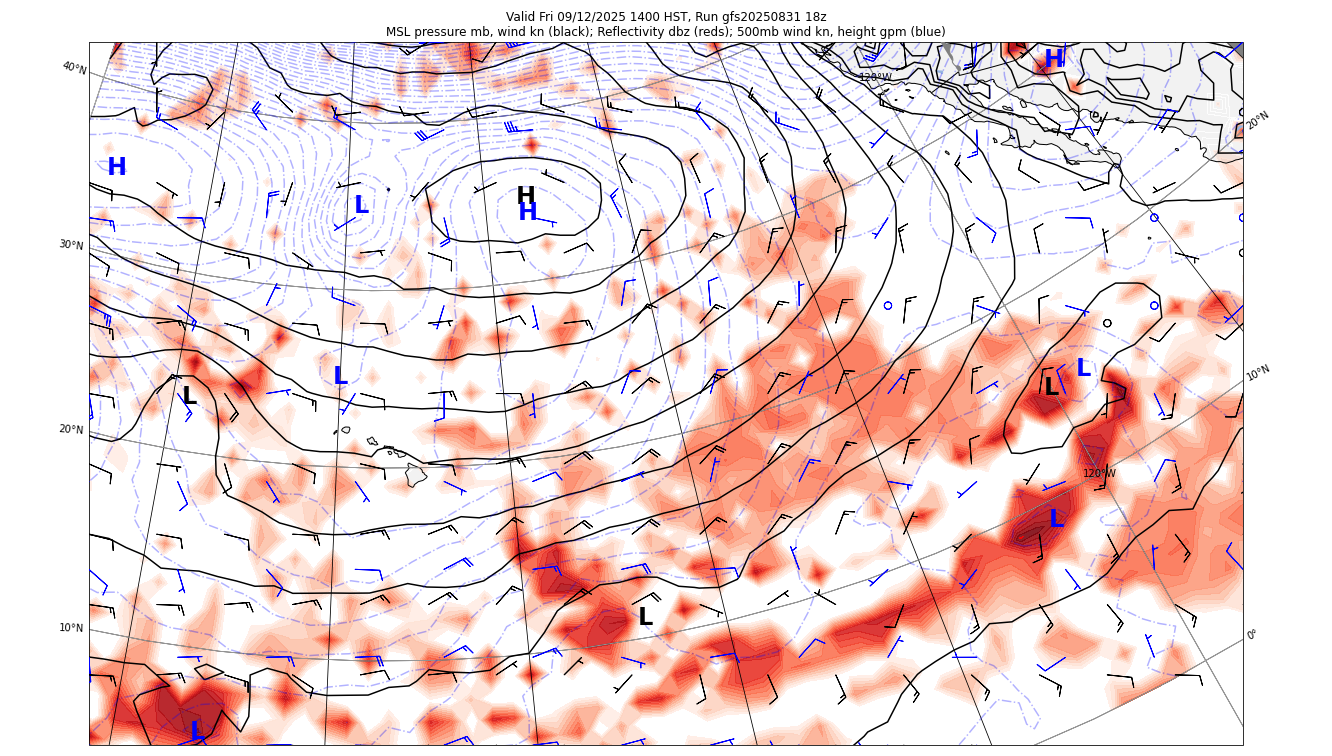 Valid Fri 09/12/2025 1400 HST, Run gfs20250831 18z
MSL pressure mb, wind kn (black); Reflectivity dbz (reds); 500mb wind kn, height gpm (blue)
40°N
120°W
H
20°N
H
H
H
L
30°N
L
L
10°N
L
L
20°N
120°W
L
L
10°N
0°
L